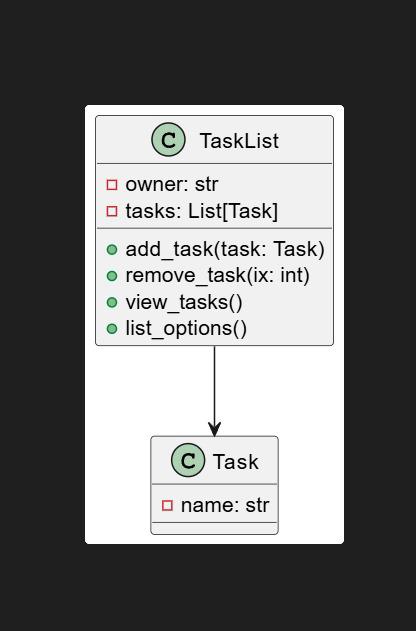 C TaskList
owner: str
tasks: List[Task]
add_task(task: Task)
remove_task(ix: int)
view_tasks()
list_options()
C Task
name: str